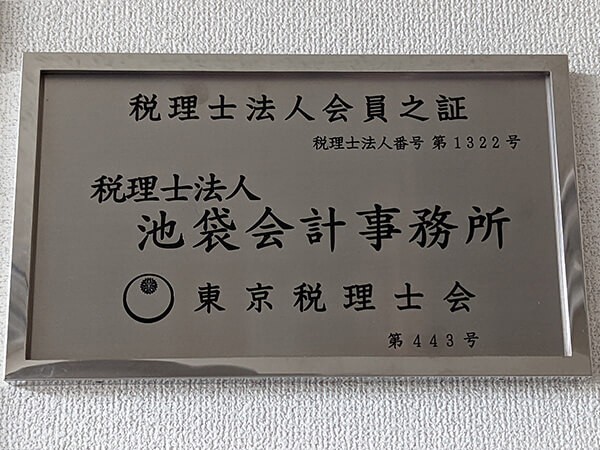 税理士法人会員之証
税理士法人番号 第1322号
税理士法人
池袋会計事務所
東京税理士会
第443号